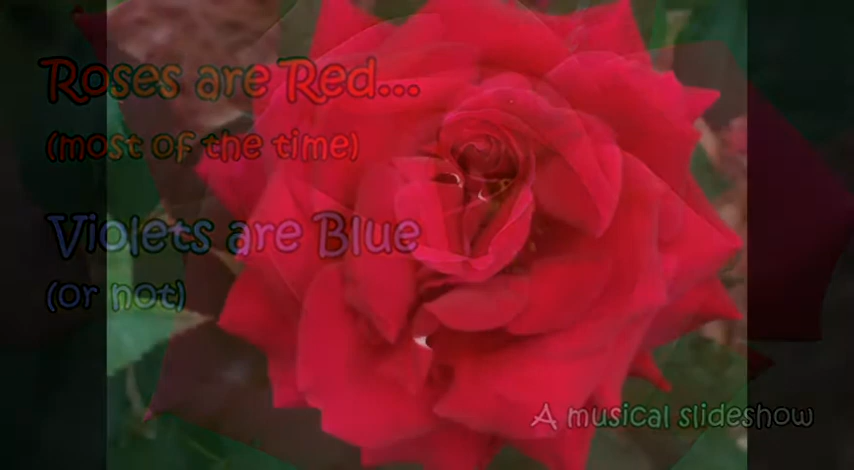 Roses are Red...
(most of the time)
Violets are Blue
(or not)
A musical slideshow